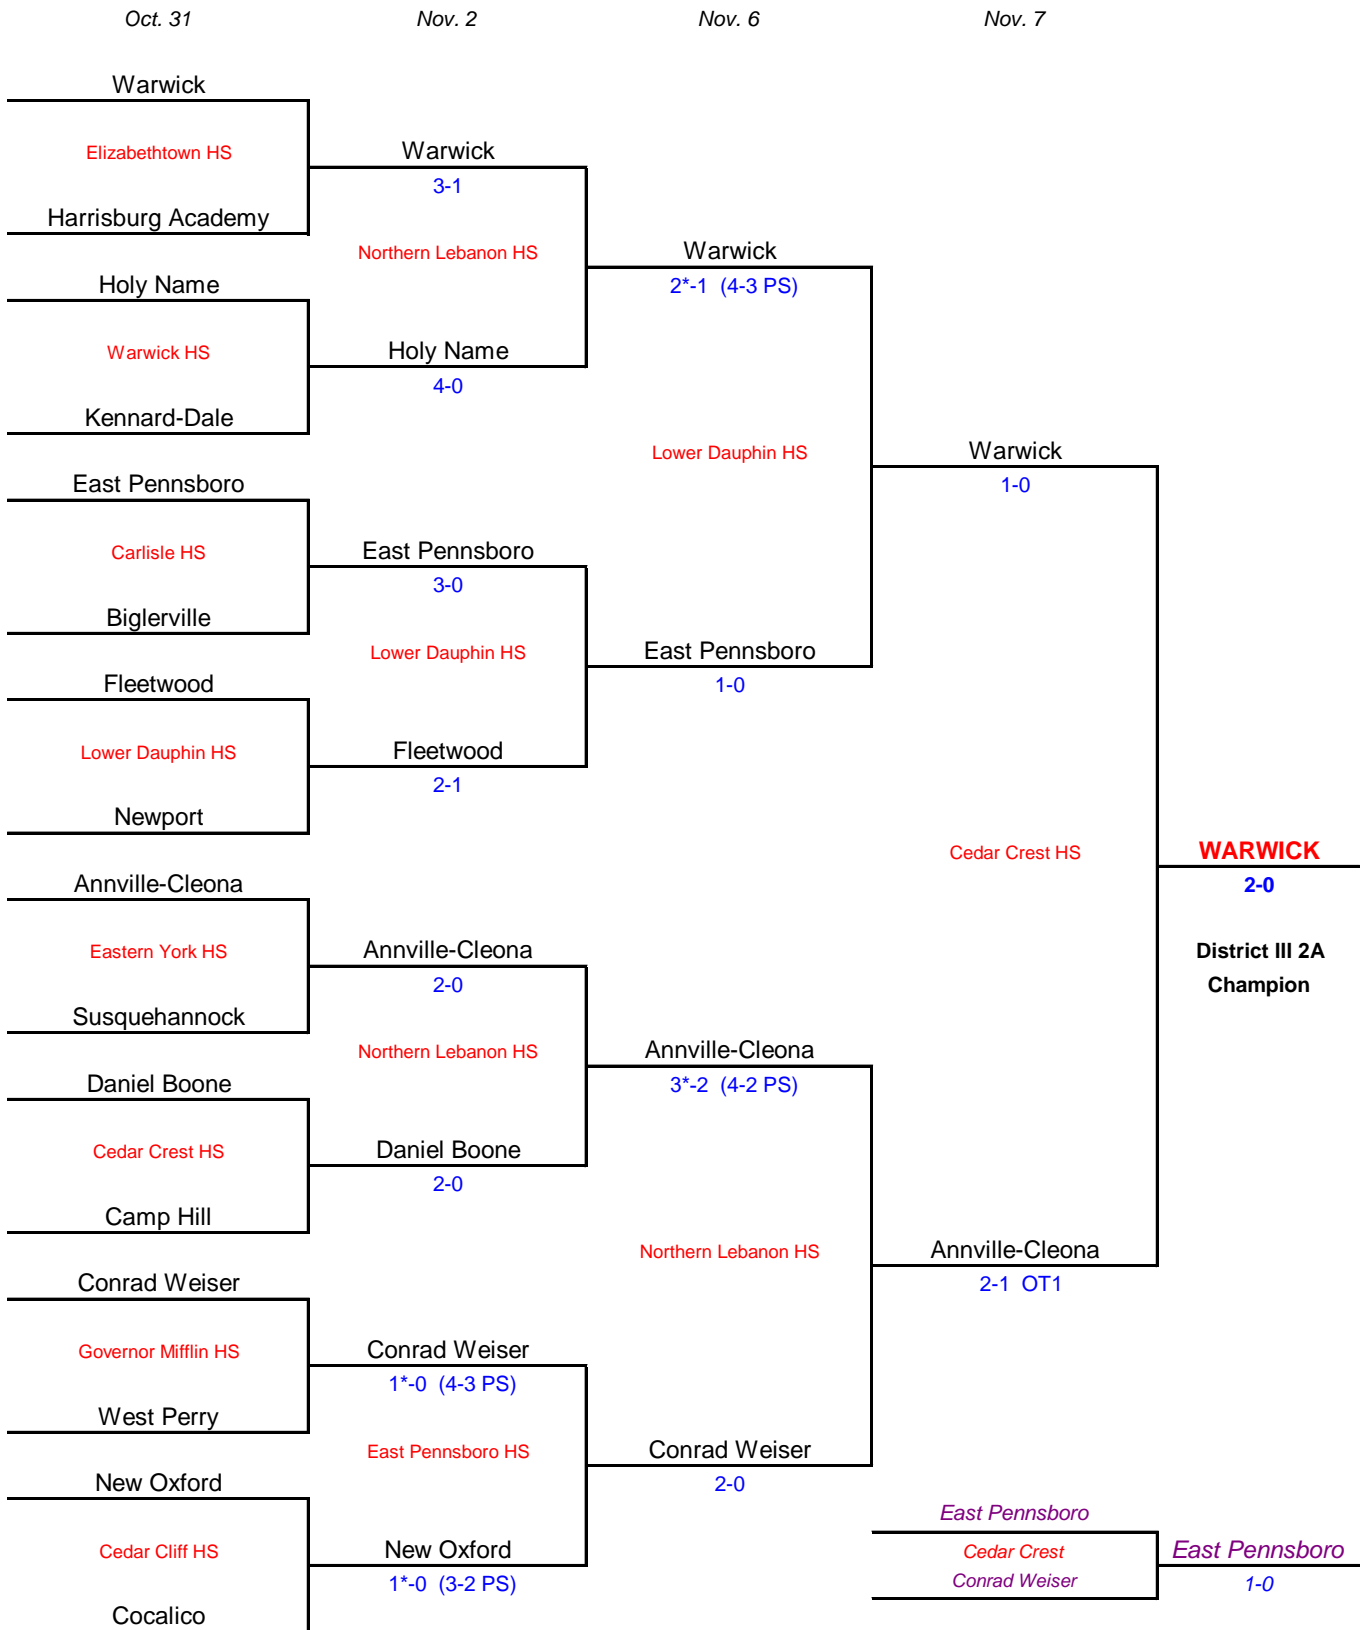 Oct. 31
Nov. 2
Nov. 6
Nov. 7
Warwick
Elizabethtown HS
Warwick
3-1
Harrisburg Academy
Northern Lebanon HS
Warwick
2*-1 (4-3 PS)
Holy Name
Warwick HS
Holy Name
4-0
Kennard-Dale
Lower Dauphin HS
Warwick
1-0
East Pennsboro
Carlisle HS
East Pennsboro
3-0
Biglerville
Lower Dauphin HS
East Pennsboro
1-0
Fleetwood
Lower Dauphin HS
Fleetwood
2-1
Newport
Cedar Crest HS
WARWICK
2-0
District III 2A
Champion
Annville-Cleona
Eastern York HS
Annville-Cleona
2-0
Susquehannock
Northern Lebanon HS
Annville-Cleona
3*-2 (4-2 PS)
Daniel Boone
Cedar Crest HS
Daniel Boone
2-0
Camp Hill
Northern Lebanon HS
Annville-Cleona
2-1 OT1
Conrad Weiser
Governor Mifflin HS
Conrad Weiser
1*-0 (4-3 PS)
West Perry
East Pennsboro HS
Conrad Weiser
2-0
New Oxford
Cedar Cliff HS
New Oxford
1*-0 (3-2 PS)
Cocalico
East Pennsboro
Cedar Crest
Conrad Weiser
East Pennsboro
1-0